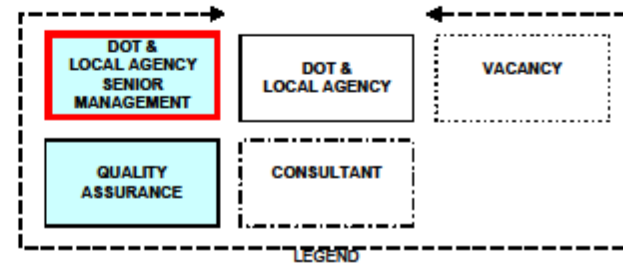 DOT &
LOCAL AGENCY
SENIOR
MANAGEMENT
DOT &
LOCAL AGENCY
VACANCY
QUALITY
ASSURANCE
CONSULTANT
LEGEND